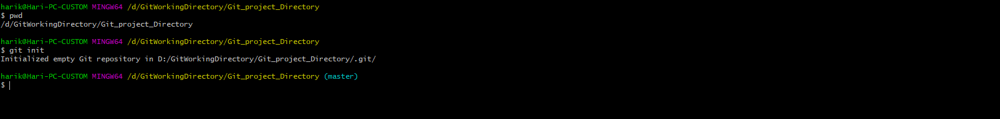 harik@Hari-PC-CUSTOM MINGW64 /d/GitWorkingDirectory/Git_project_Directory
$ pwd
/d/GitWorkingDirectory/Git_project_Directory
harik@Hari-PC-CUSTOM MINGW64 /d/GitWorkingDirectory/Git_project_Directory
$ git init
Initialized empty Git repository in D:/GitWorkingDirectory/Git_project_Directory/.git/
harik@Hari-PC-CUSTOM MINGW64 /d/GitWorkingDirectory/Git_project_Directory (master)
$